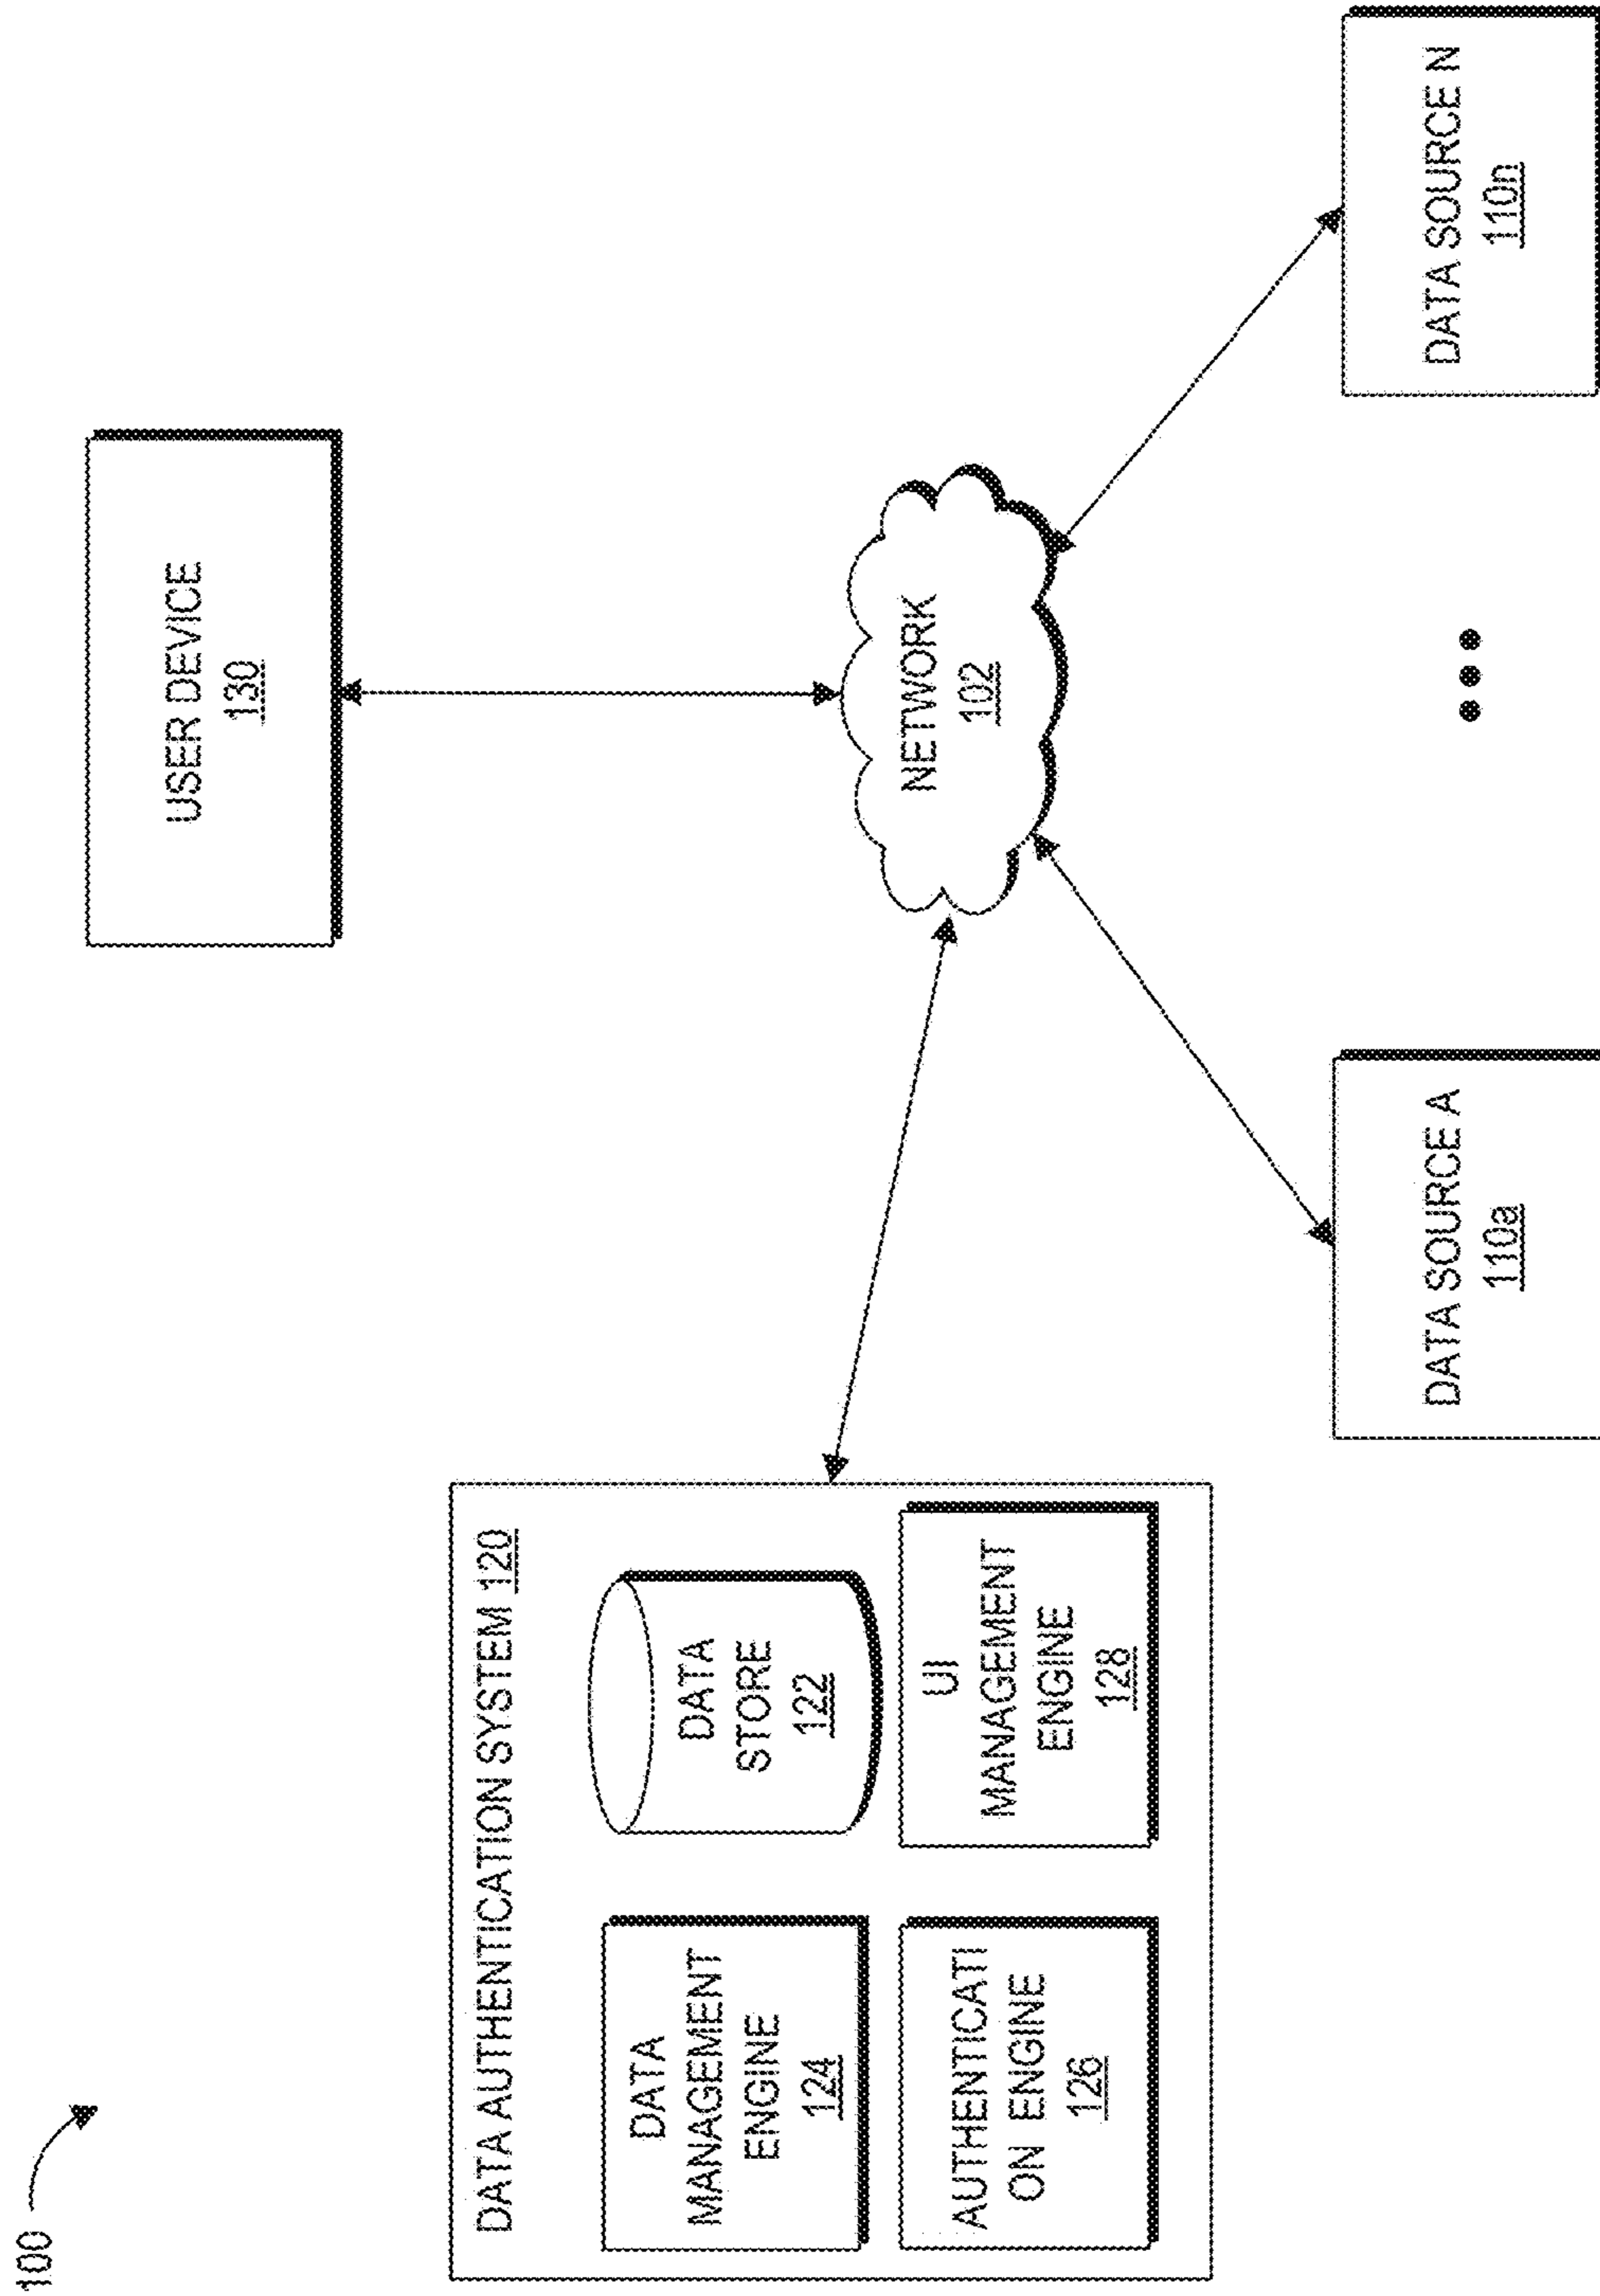 100
USER DEVICE
130
DATA AUTHENTICATION SYSTEM 120
DATA
MANAGEMENT
ENGINE
124
DATA
STORE
122
AUTHENTICATI
ON ENGINE
126
UI
MANAGEMENT
ENGINE
128
NETWORK
102
DATA SOURCE A
110a
DATA SOURCE N
110n